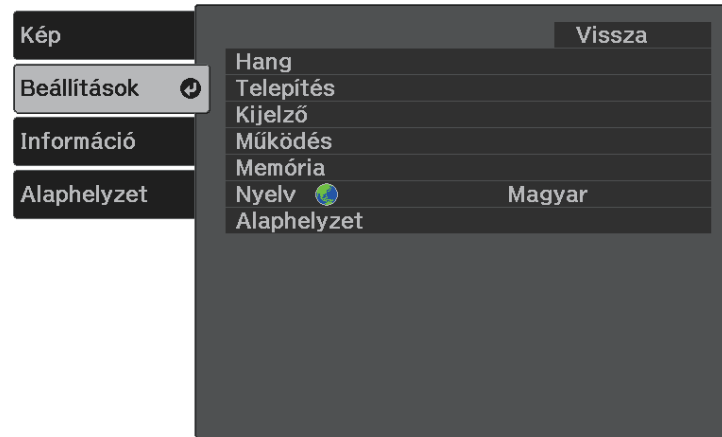 Kép
Beállítások
Információ
Alaphelyzet
Vissza
Hang
Telepítés
Kijelző
Működés
Memória
Nyelv Magyar
Alaphelyzet